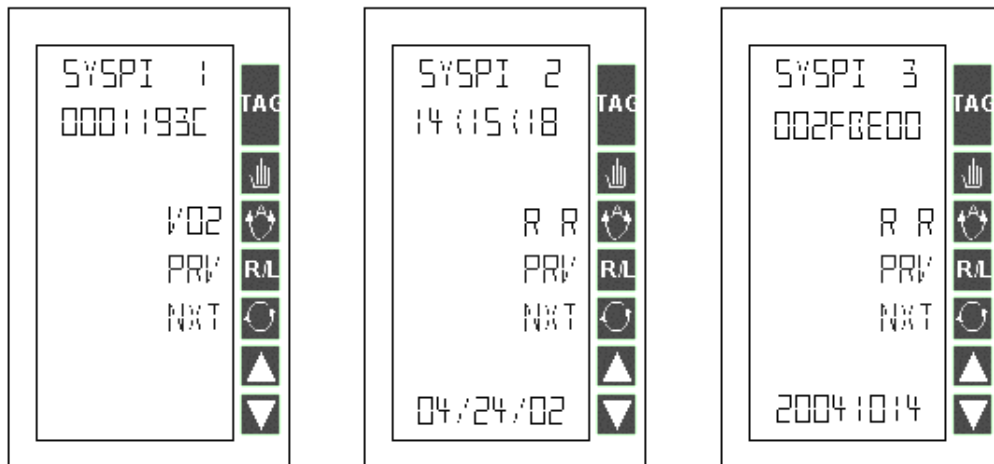 SYSPI 1
TAG
0001193C
V02
A
PRV
R/L
NXT
SYSPI 2
TAG
14<15<18
R R
A
PRV
R/L
NXT
04/24/02
SYSPI 3
TAG
R R
A
PRV
R/L
NXT
20041014